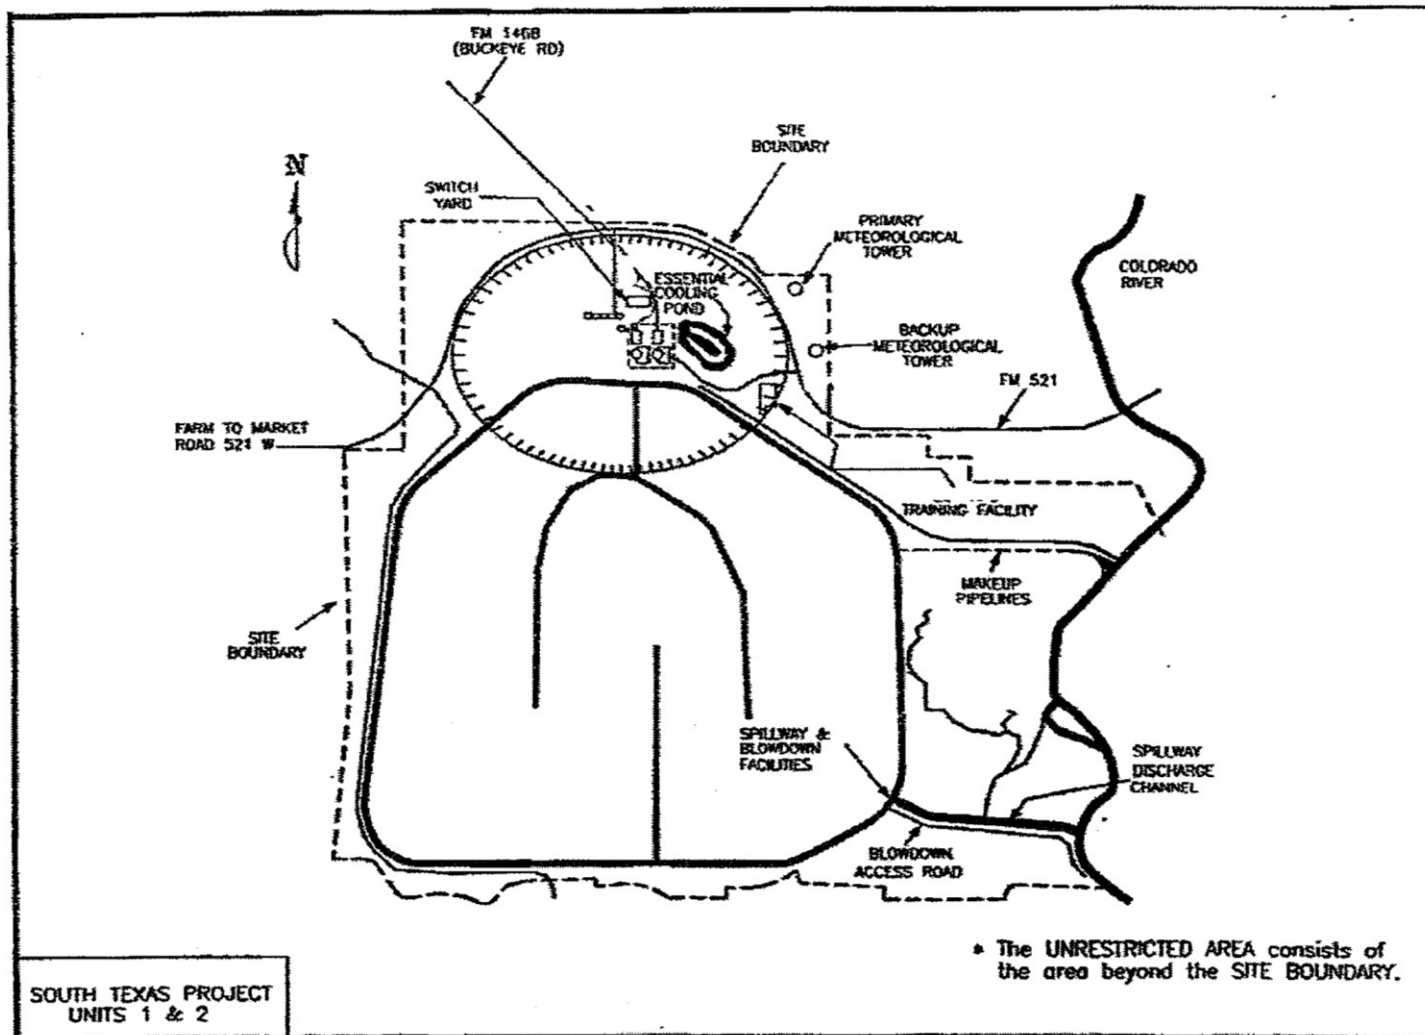 FM 1468
(BUCKEYE RD)
SITE
BOUNDARY
N
SWITCH
YARD
PRIMARY
METEOROLOGICAL
TOWER
COLORADO
RIVER
ESSENTIAL
COOLING
POND
BACKUP
METEOROLOGICAL
TOWER
FM 521
FARM TO MARKET
ROAD 521 W
TRAINING FACILITY
MAKEUP
PIPELINES
SITE
BOUNDARY
SPILLWAY &
BLOWDOWN
FACILITIES
SPILLWAY
DISCHARGE
CHANNEL
BLOWDOWN
ACCESS ROAD
* The UNRESTRICTED AREA consists of
the area beyond the SITE BOUNDARY.
SOUTH TEXAS PROJECT
UNITS 1 & 2